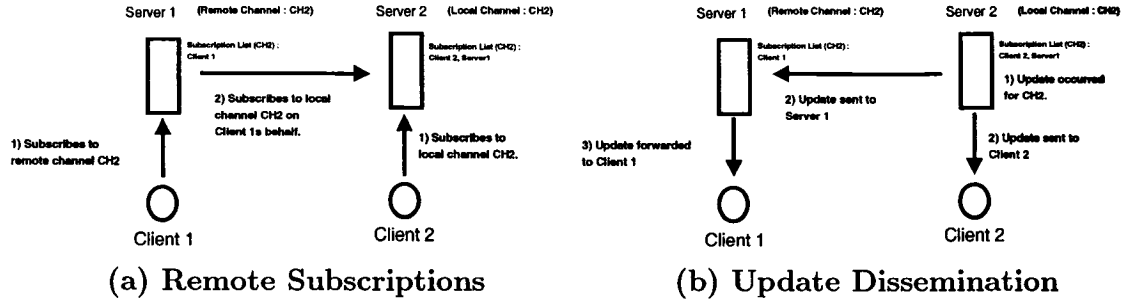 Server 1 (Remote Channel : CH2)
Server 2 (Local Channel : CH2)
Subscription List (CH2) :
Client 1
Subscription List (CH2) :
Client 2, Server1
2) Subscribes to local
channel CH2 on
Client 1s behalf.
1) Subscribes to
remote channel CH2
1) Subscribes to
local channel CH2.
Client 1
Client 2
(a) Remote Subscriptions
Server 1 (Remote Channel : CH2)
Server 2 (Local Channel : CH2)
Subscription List (CH2) :
Client 1
Subscription List (CH2) :
Client 2, Server1
1) Update occurred
for CH2.
2) Update sent to
Server 1
3) Update forwarded
to Client 1
2) Update sent to
Client 2
Client 1
Client 2
(b) Update Dissemination